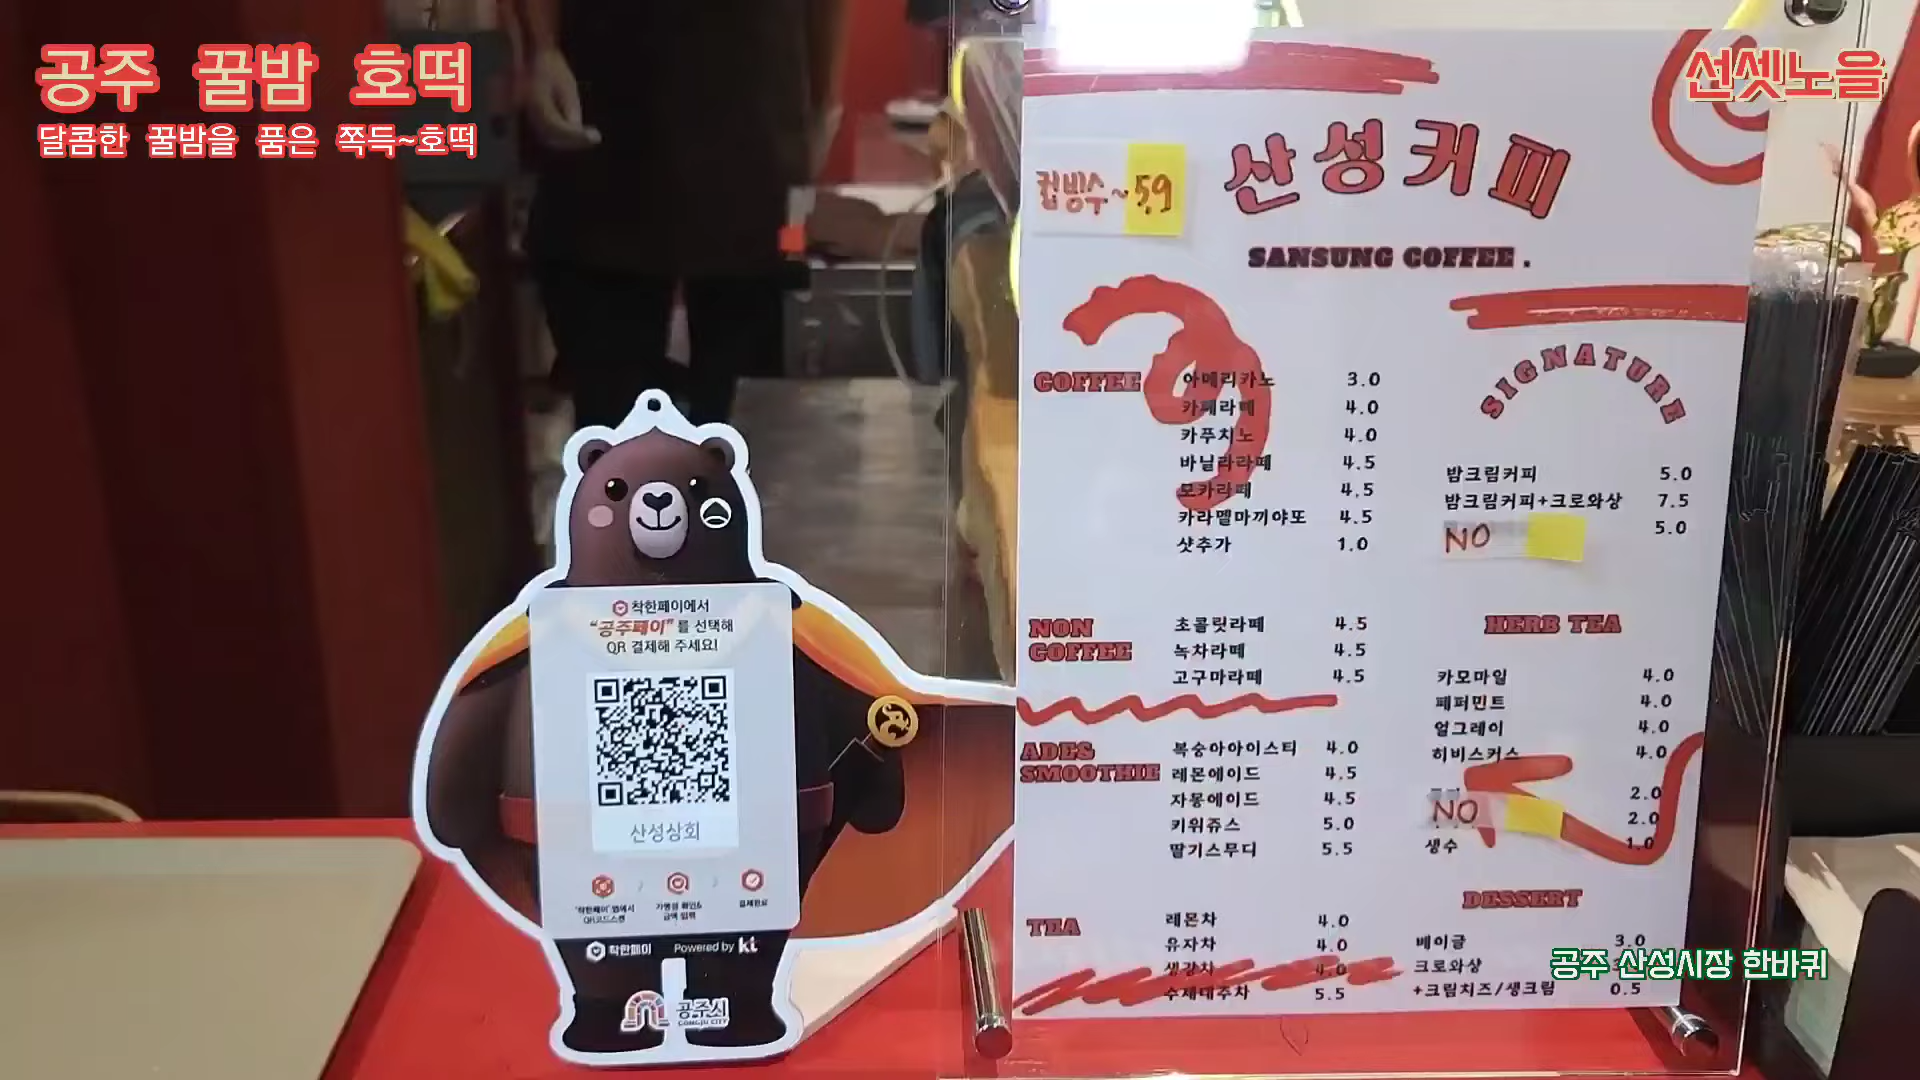 공주 꿀밤 호떡
달콤한 꿀밤을 품은 쪽득~호떡
선셋노을
컵빙수~5.9
산성커피
SANSUNG COFFEE .
COFFEE
아메리카노 3.0
카페라떼 4.0
카푸치노 4.0
바닐라라떼 4.5
모카라떼 4.5
카라멜마끼야또 4.5
샷추가 1.0
SIGNATURE
밤크림커피 5.0
밤크림커피+크로와상 7.5
NO 5.0
NON COFFEE
초콜릿라떼 4.5
녹차라떼 4.5
고구마라떼 4.5
HERB TEA
카모마일 4.0
페퍼민트 4.0
얼그레이 4.0
히비스커스 4.0
2.0
NO 2.0
생수 1.0
ADE&
SMOOTHIE
복숭아아이스티 4.0
레몬에이드 4.5
자몽에이드 4.5
키위쥬스 5.0
딸기스무디 5.5
TEA
레몬차 4.0
유자차 4.0
생강차 4.0
수제대추차 5.5
DESSERT
베이글 3.0
크로와상
+크림치즈/생크림 0.5
공주 산성시장 한바퀴
착한페이에서
"공주페이"를 선택해
QR 결제해 주세요!
산성상회
"착한페이"앱에서
QR코드스캔
가맹점 확인&
금액 입력
결제완료
착한페이 Powered by kt
공주시
GONGJU CITY